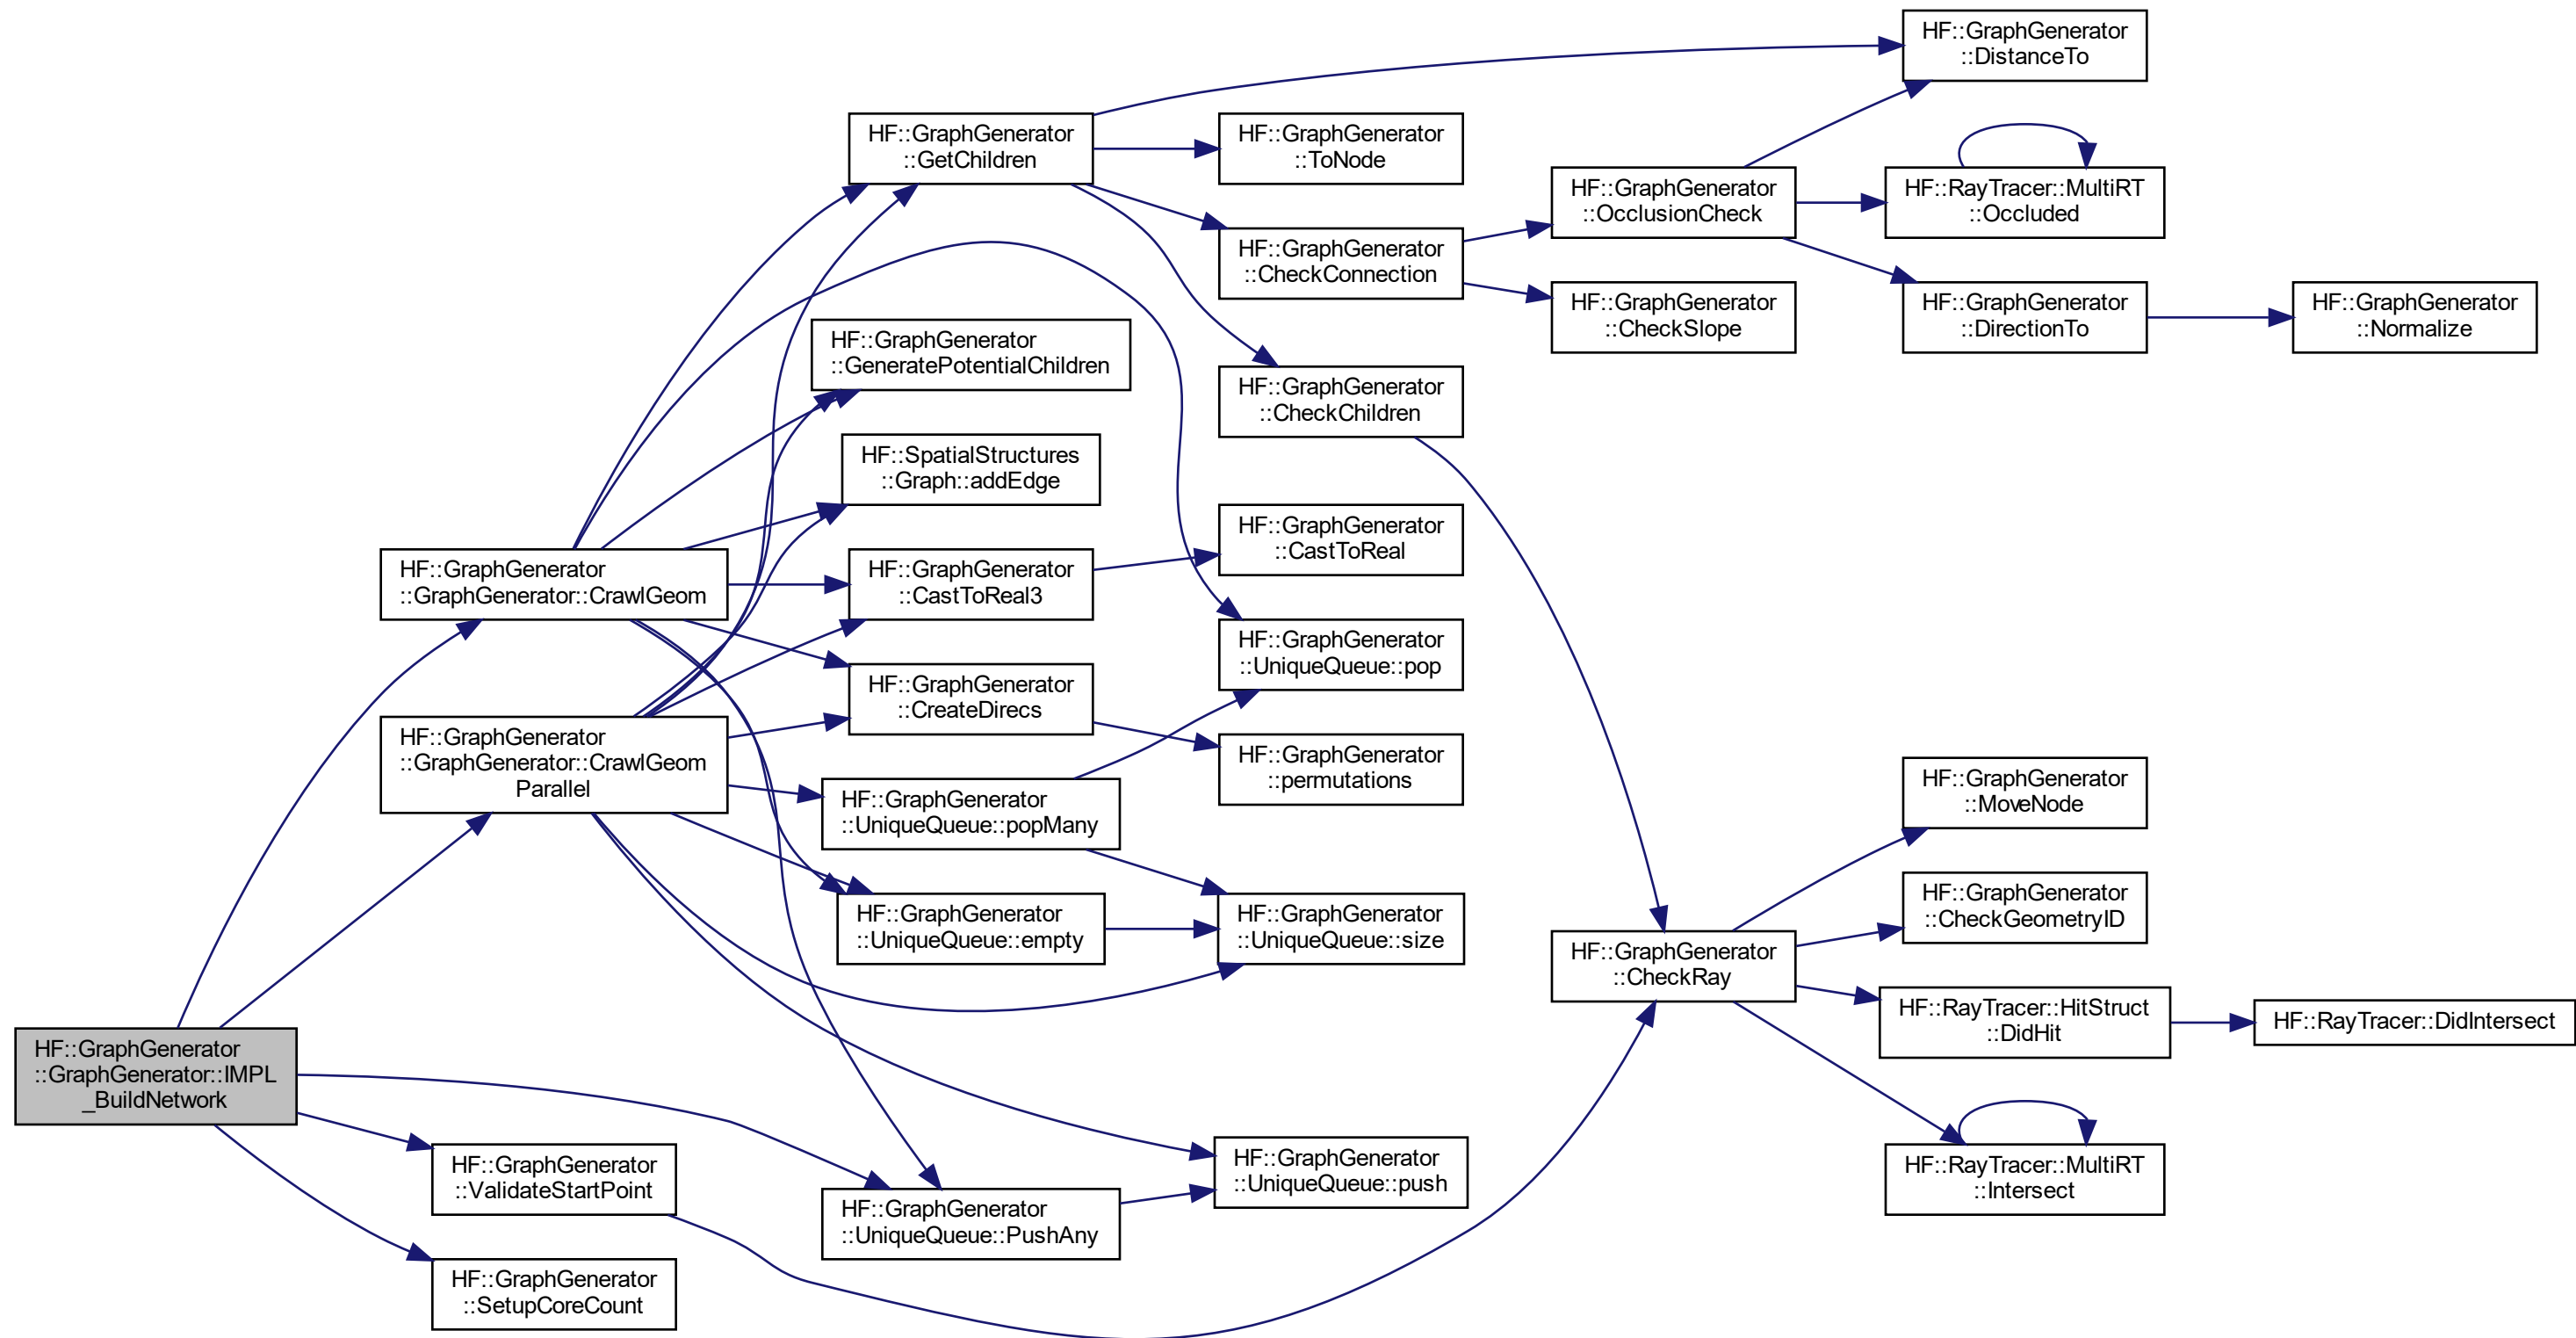 HF::GraphGenerator
::DistanceTo
HF::GraphGenerator
::GetChildren
HF::GraphGenerator
::ToNode
HF::GraphGenerator
::OcclusionCheck
HF::RayTracer::MultiRT
::Occluded
HF::GraphGenerator
::CheckConnection
HF::GraphGenerator
::CheckSlope
HF::GraphGenerator
::DirectionTo
HF::GraphGenerator
::Normalize
HF::GraphGenerator
::GeneratePotentialChildren
HF::GraphGenerator
::CheckChildren
HF::SpatialStructures
::Graph::addEdge
HF::GraphGenerator
::CastToReal
HF::GraphGenerator
::GraphGenerator::CrawlGeom
HF::GraphGenerator
::CastToReal3
HF::GraphGenerator
::UniqueQueue::pop
HF::GraphGenerator
::CreateDirecs
HF::GraphGenerator
::GraphGenerator::CrawlGeom
Parallel
HF::GraphGenerator
::permutations
HF::GraphGenerator
::UniqueQueue::popMany
HF::GraphGenerator
::MoveNode
HF::GraphGenerator
::UniqueQueue::empty
HF::GraphGenerator
::UniqueQueue::size
HF::GraphGenerator
::CheckGeometryID
HF::GraphGenerator
::CheckRay
HF::RayTracer::HitStruct
::DidHit
HF::RayTracer::DidIntersect
HF::GraphGenerator
::GraphGenerator::IMPL
_BuildNetwork
HF::GraphGenerator
::ValidateStartPoint
HF::GraphGenerator
::UniqueQueue::push
HF::RayTracer::MultiRT
::Intersect
HF::GraphGenerator
::UniqueQueue::PushAny
HF::GraphGenerator
::SetupCoreCount